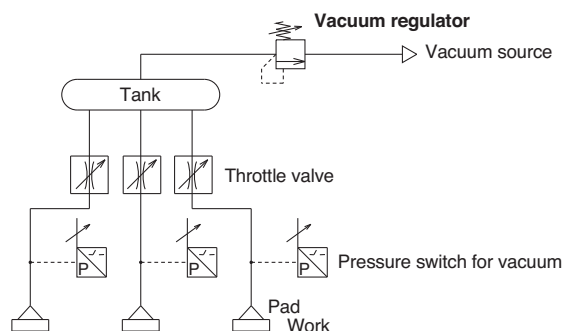 Vacuum regulator
Vacuum source
Tank
Throttle valve
P
P
P
Pressure switch for vacuum
Pad
Work